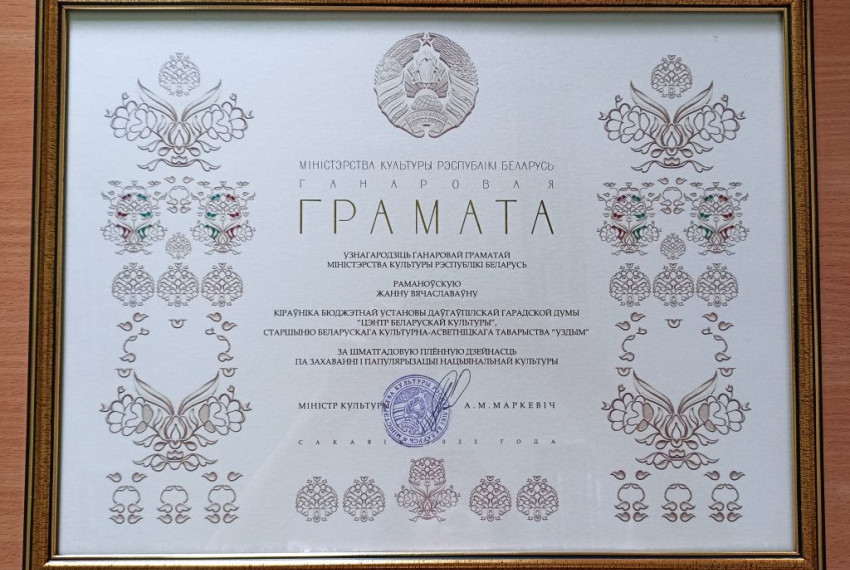 МІНІСТЭРСТВА КУЛЬТУРЫ РЭСПУБЛІКІ БЕЛАРУСЬ
ГАНАРОВАЯ
ГРАМАТА
УЗНАГАРОДЗІЦЬ ГАНАРОВАЙ ГРАМАТАЙ
МІНІСТЭРСТВА КУЛЬТУРЫ РЭСПУБЛІКІ БЕЛАРУСЬ
РАМАНОЎСКУЮ
ЖАННУ ВЯЧАСЛАВАЎНУ
КІРАЎНІКА БЮДЖЭТНАЙ УСТАНОВЫ ДАЎГАЎПІЛСКАЙ ГАРАДСКОЙ ДУМЫ
"ЦЭНТР БЕЛАРУСКАЙ КУЛЬТУРЫ",
СТАРШЫНЮ БЕЛАРУСКАГА КУЛЬТУРНА-АСВЕТНІЦКАГА ТАВАРЫСТВА "УЗДЫМ"
ЗА ШМАТГАДОВУЮ ПЛЁННУЮ ДЗЕЙНАСЦЬ
ПА ЗАХАВАННІ І ПАПУЛЯРЫЗАЦЫІ НАЦЫЯНАЛЬНАЙ КУЛЬТУРЫ
МІНІСТР КУЛЬТУРЫ А.М.МАРКЕВІЧ
ГОДА